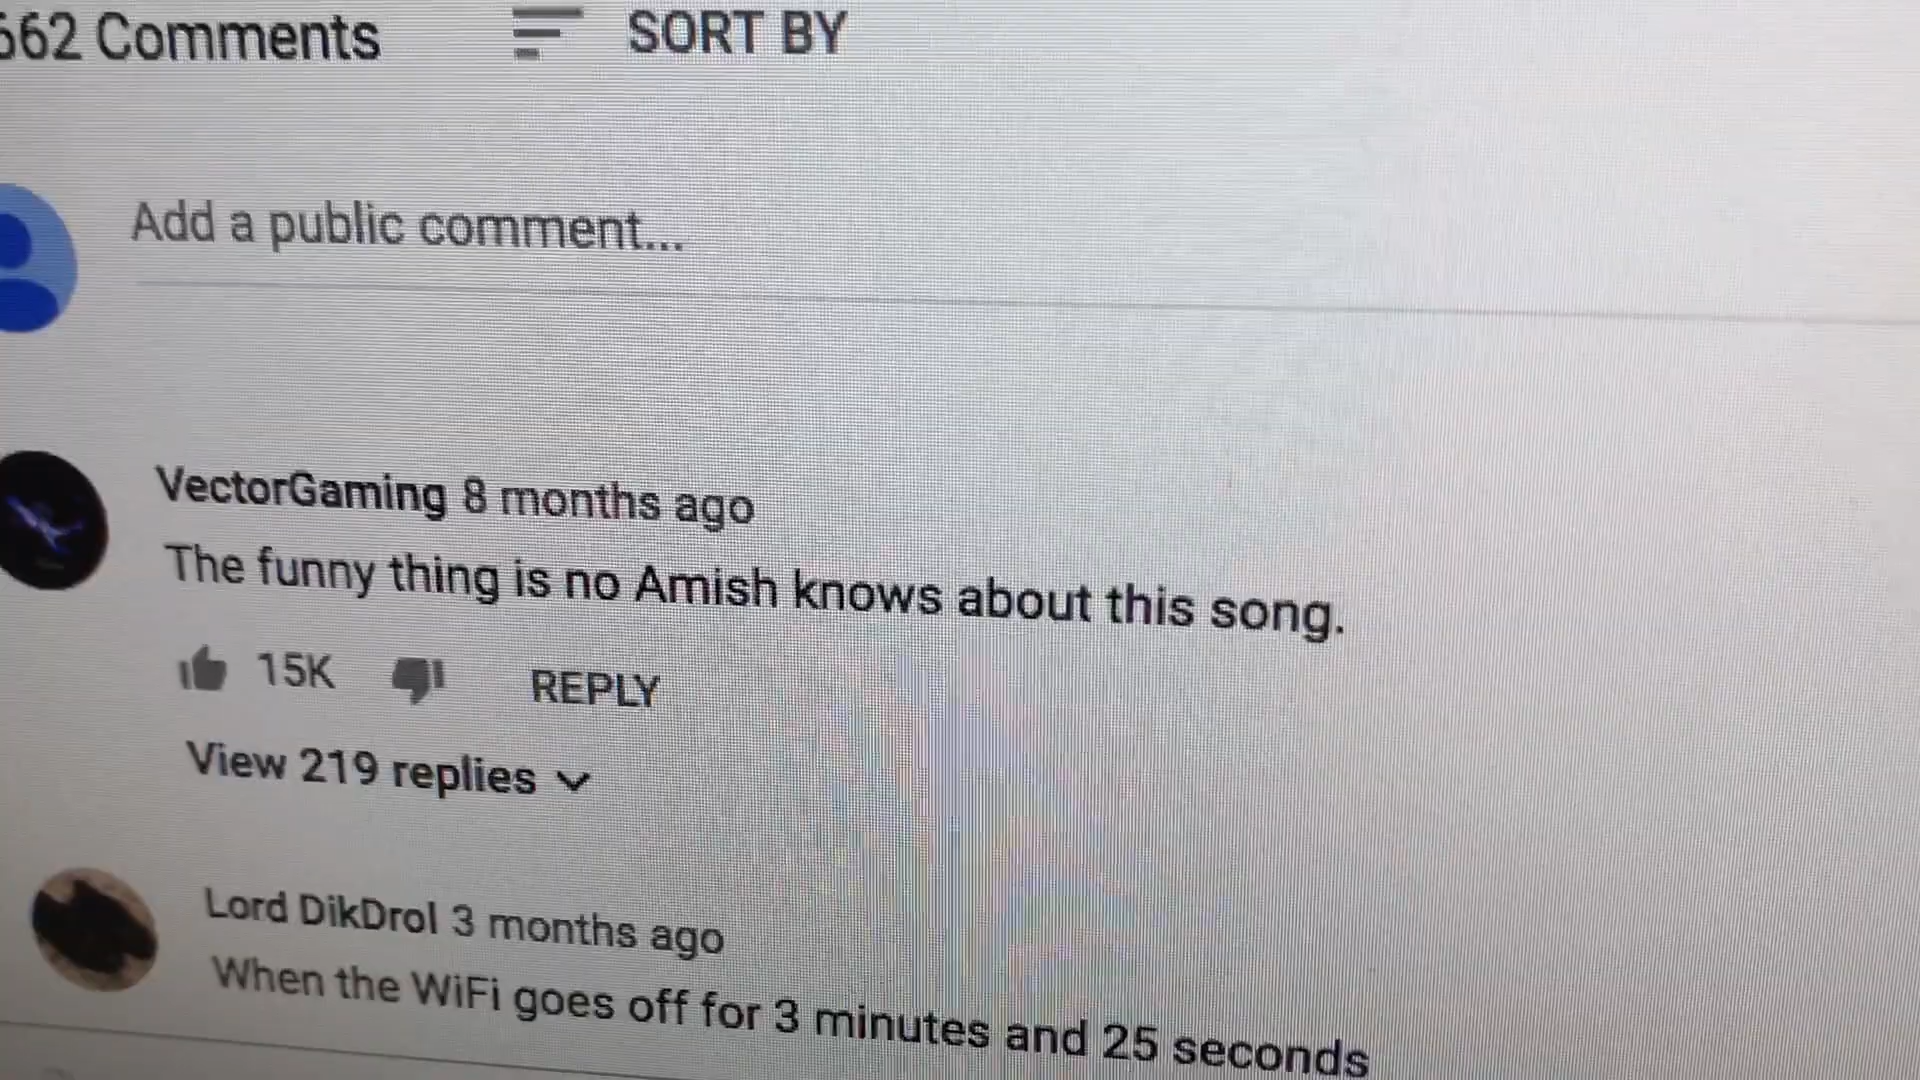 662 Comments SORT BY
Add a public comment...
VectorGaming 8 months ago
The funny thing is no Amish knows about this song.
15K REPLY
View 219 replies
Lord DikDrol 3 months ago
When the WiFi goes off for 3 minutes and 25 seconds